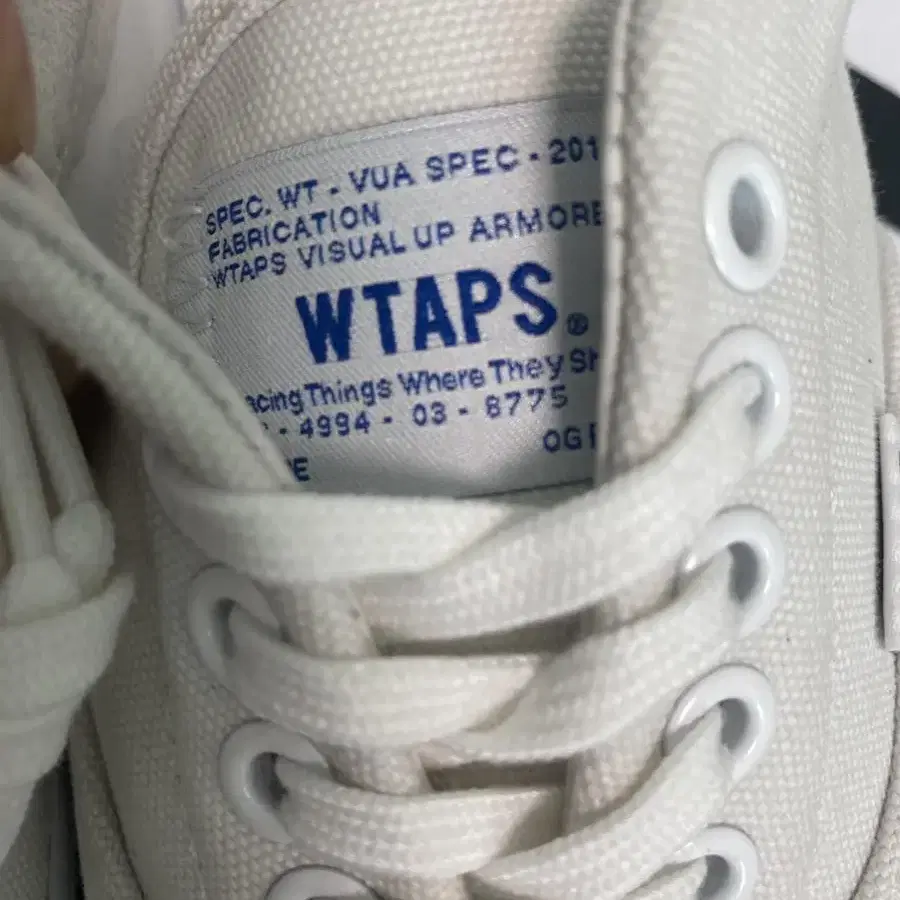 SPEC. WT - VUA SPEC - 201
FABRICATION
WTAPS VISUAL UP ARMORE
WTAPS®
acing Things Where They Sh
- 4994 - 03 - 8775
OG
E